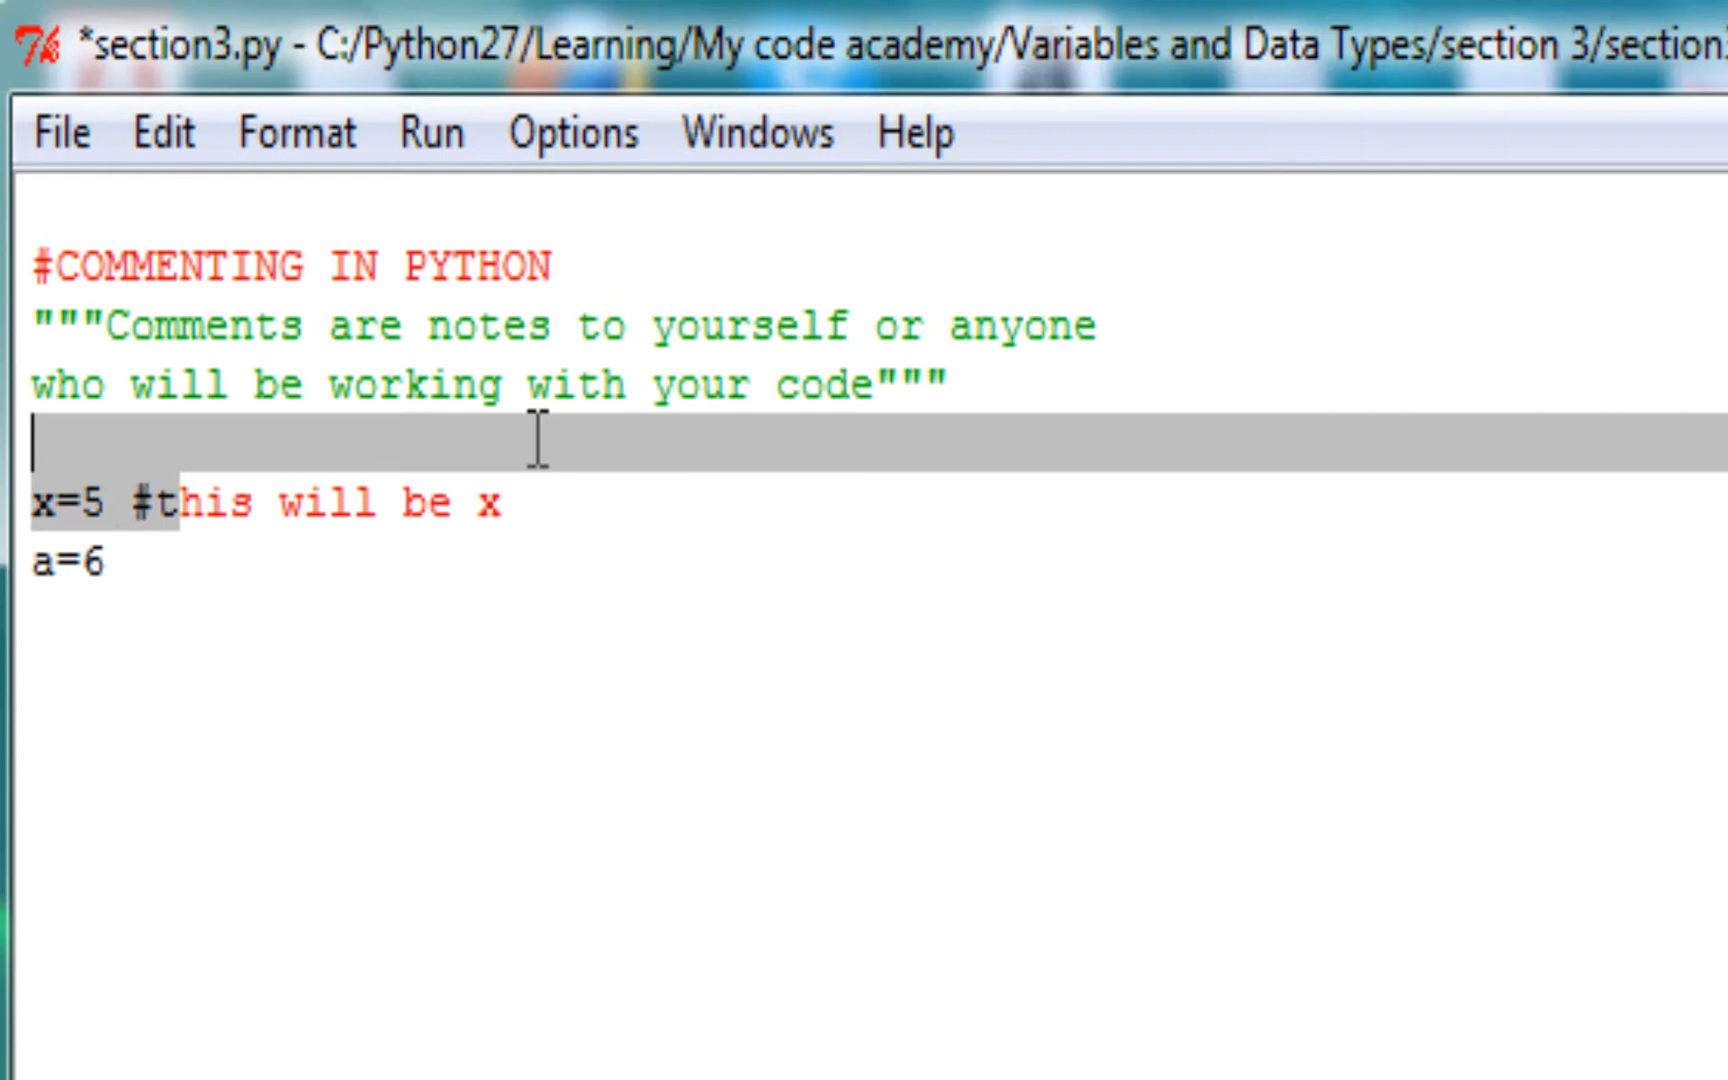 *section3.py - C:/Python27/Learning/My code academy/Variables and Data Types/section 3/section
File Edit Format Run Options Windows Help
#COMMENTING IN PYTHON
"""Comments are notes to yourself or anyone
who will be working with your code"""
x=5 #this will be x
a=6